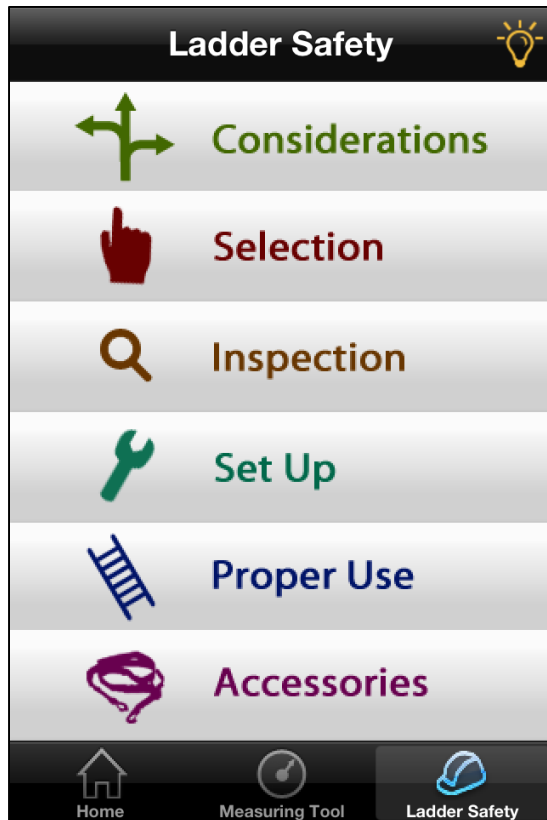 Ladder Safety
Considerations
Selection
Inspection
Set Up
Proper Use
Accessories
Home Measuring Tool Ladder Safety